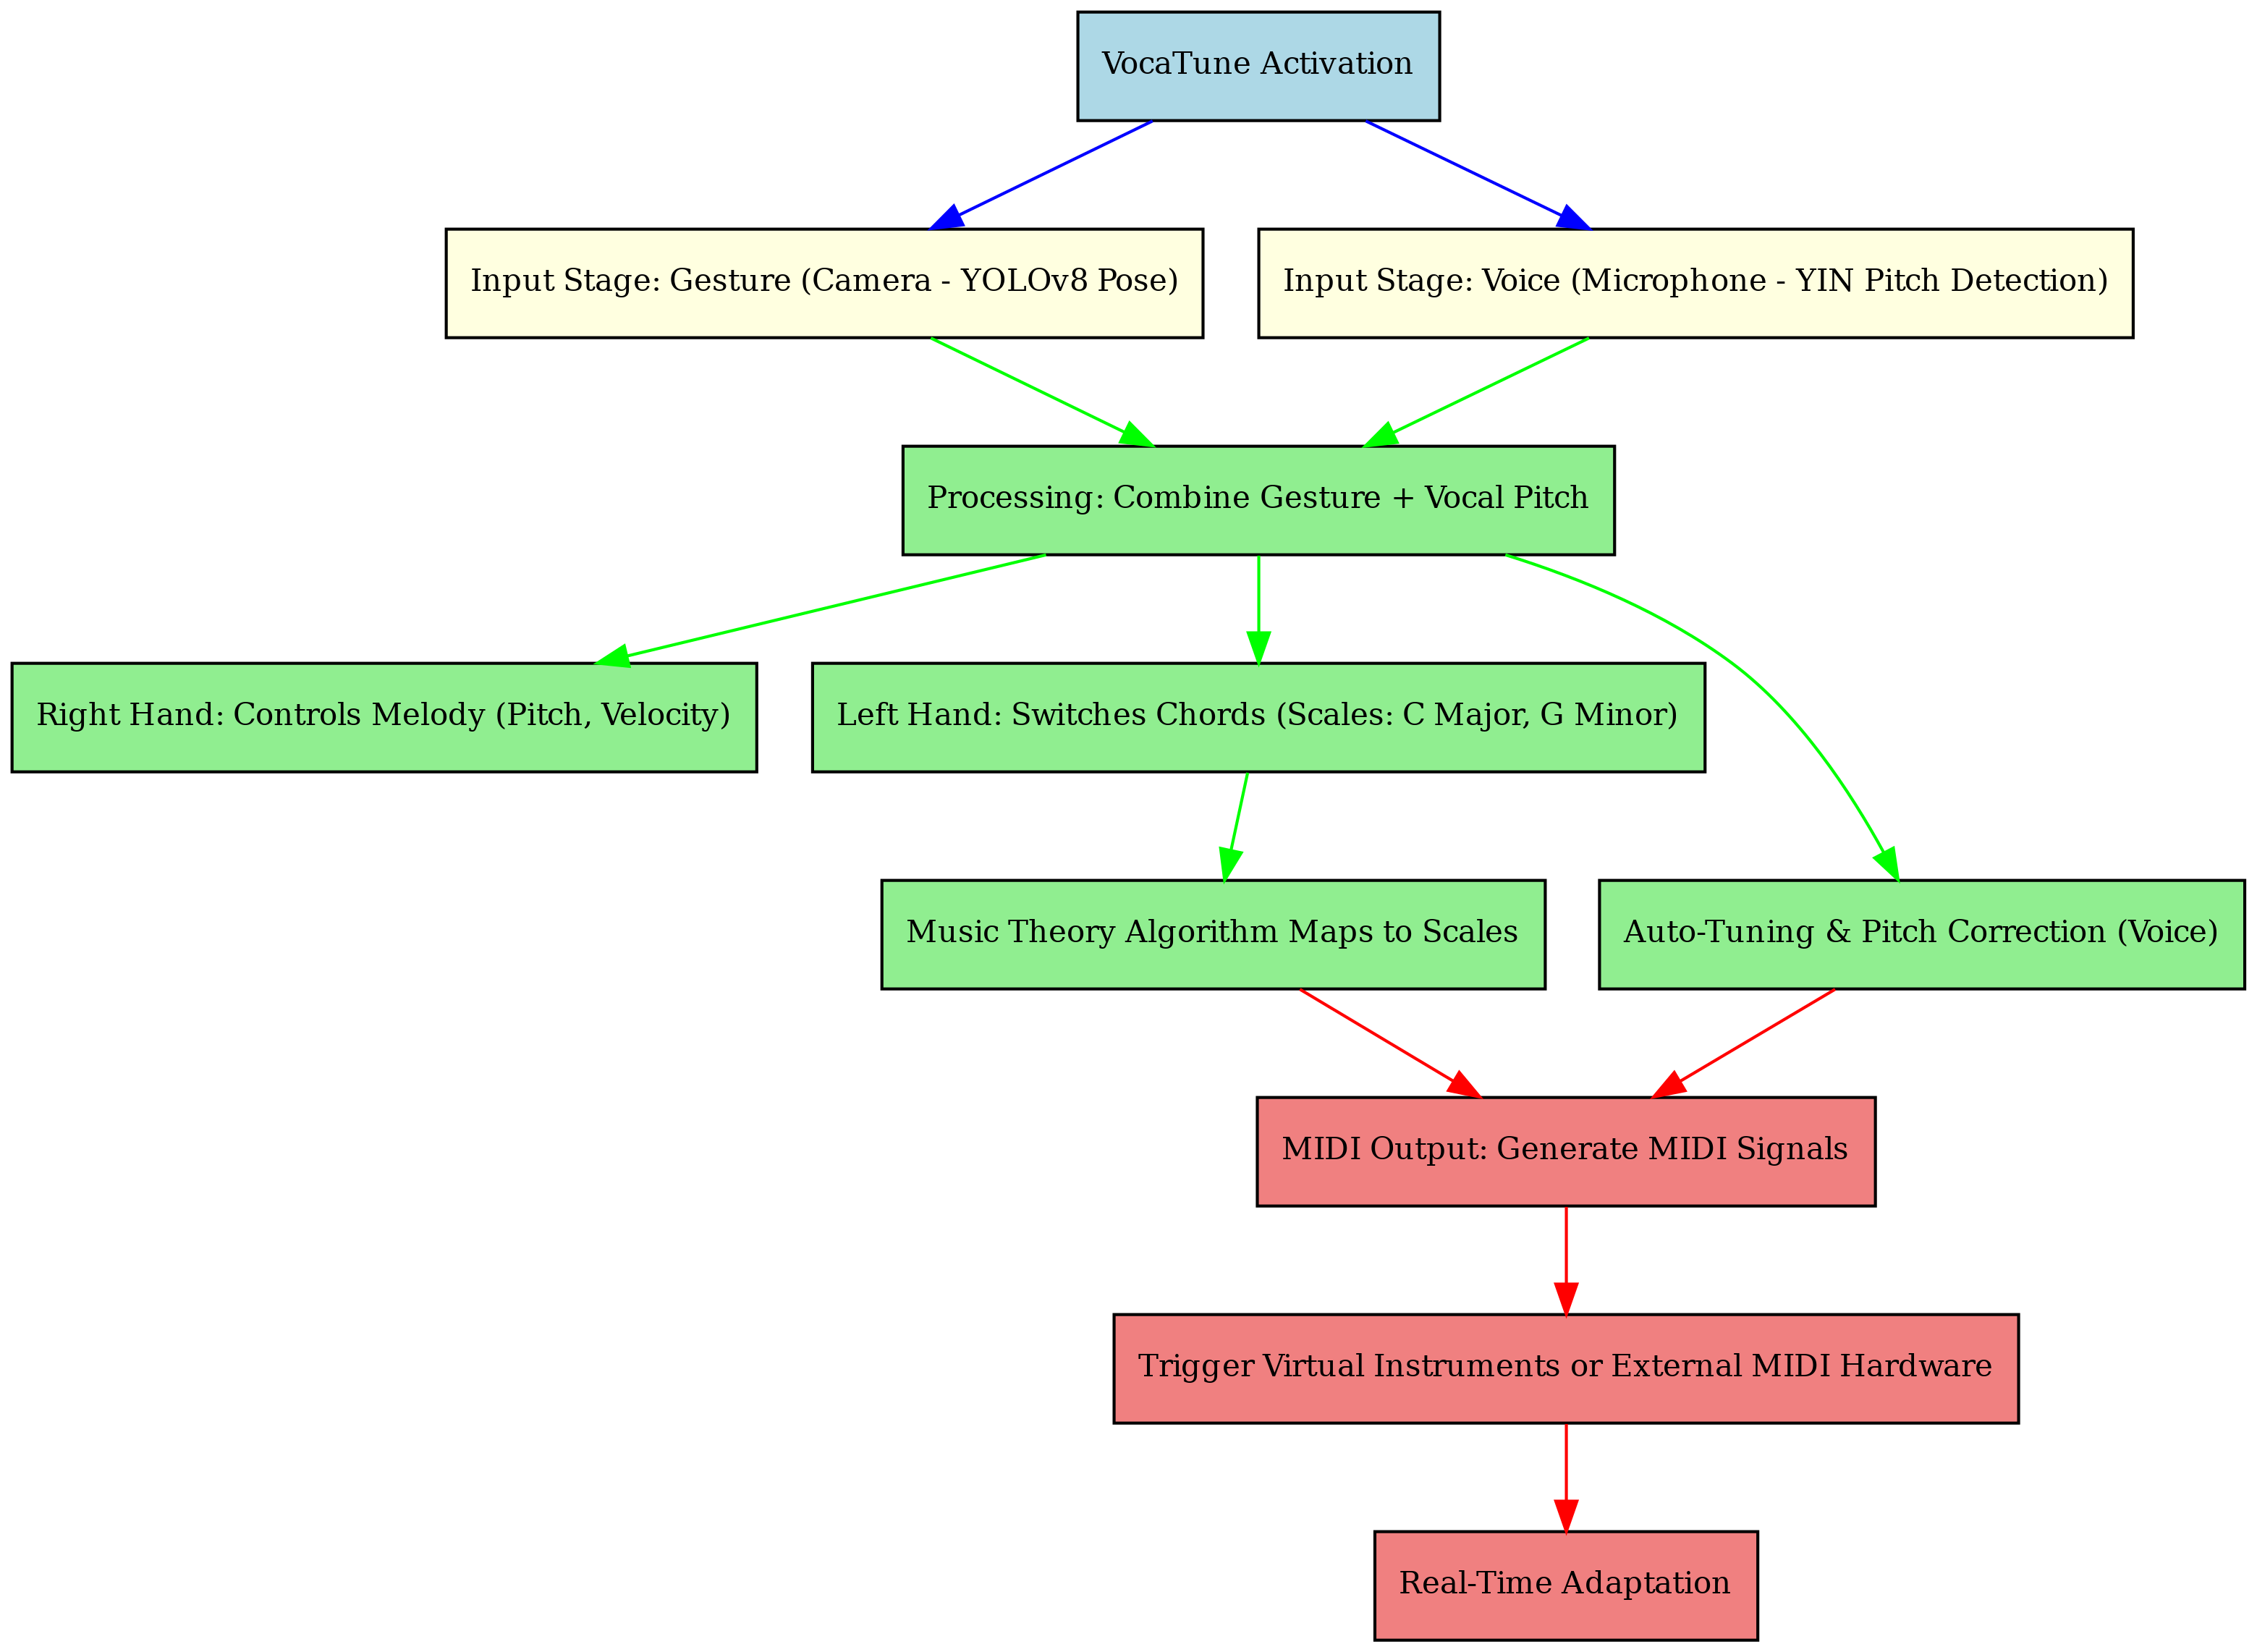 VocaTune Activation
Input Stage: Gesture (Camera - YOLOv8 Pose)
Input Stage: Voice (Microphone - YIN Pitch Detection)
Processing: Combine Gesture + Vocal Pitch
Right Hand: Controls Melody (Pitch, Velocity)
Left Hand: Switches Chords (Scales: C Major, G Minor)
Music Theory Algorithm Maps to Scales
Auto-Tuning & Pitch Correction (Voice)
MIDI Output: Generate MIDI Signals
Trigger Virtual Instruments or External MIDI Hardware
Real-Time Adaptation